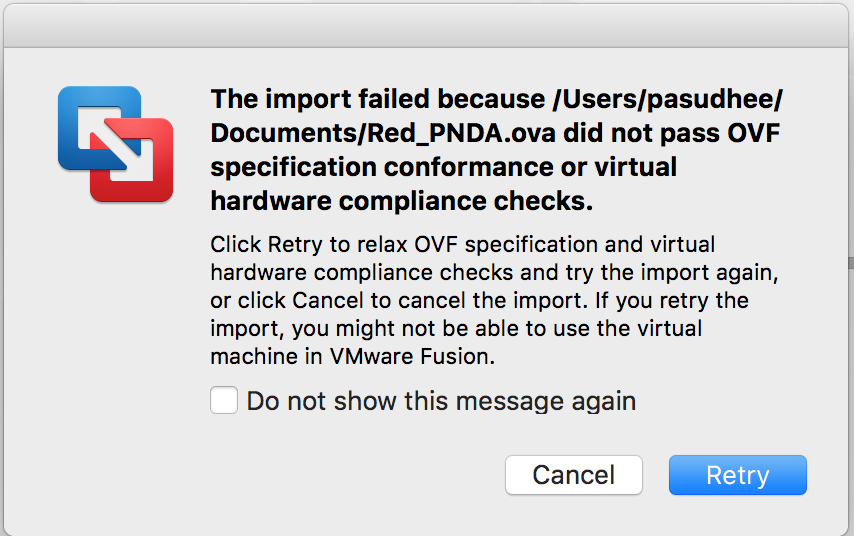 The import failed because /Users/pasudhee/
Documents/Red_PNDA.ova did not pass OVF
specification conformance or virtual
hardware compliance checks.
Click Retry to relax OVF specification and virtual
hardware compliance checks and try the import again,
or click Cancel to cancel the import. If you retry the
import, you might not be able to use the virtual
machine in VMware Fusion.
Do not show this message again
Cancel
Retry